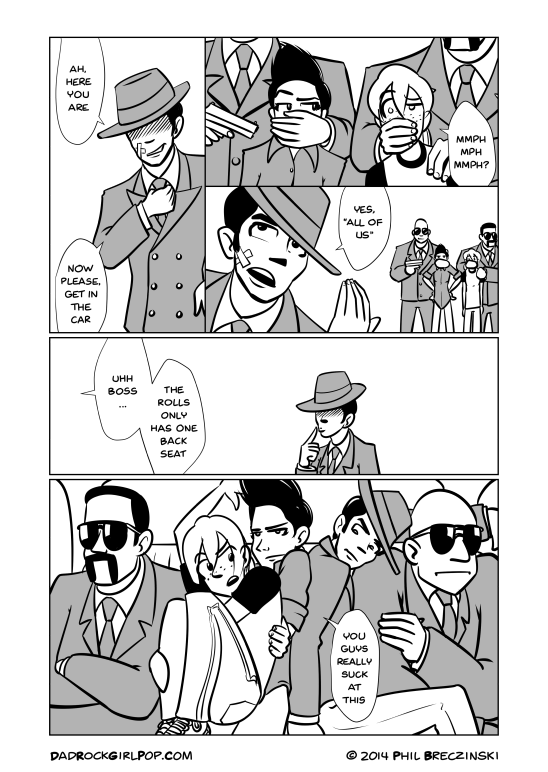 AH,
HERE
YOU
ARE
NOW
PLEASE,
GET IN
THE
CAR
MMPH
MPH
MMPH?
YES,
"ALL OF
US"
UHH
BOSS
...
THE
ROLLS
ONLY
HAS ONE
BACK
SEAT
YOU
GUYS
REALLY
SUCK
AT
THIS
DADROCKGIRLPOP.COM
© 2014 PHIL BRECZINSKI